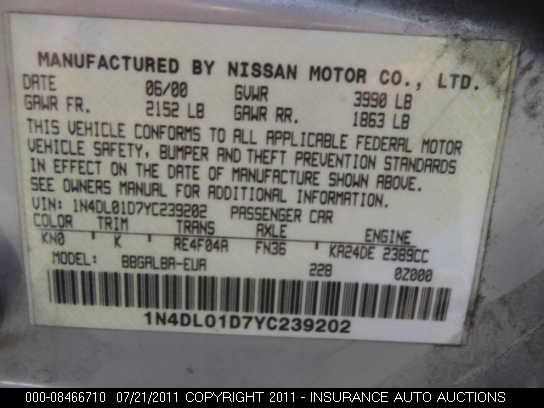 MANUFACTURED BY NISSAN MOTOR CO., LTD.
DATE 06/00 GVWR 3990 LB
GAWR FR. 2152 LB GAWR RR. 1863 LB
THIS VEHICLE CONFORMS TO ALL APPLICABLE FEDERAL MOTOR
VEHICLE SAFETY, BUMPER AND THEFT PREVENTION STANDARDS
IN EFFECT ON THE DATE OF MANUFACTURE SHOWN ABOVE.
SEE OWNERS MANUAL FOR ADDITIONAL INFORMATION.
VIN: 1N4DL01D7YC239202 PASSENGER CAR
COLOR TRIM TRANS AXLE ENGINE
KN0 K RE4F04A FN36 KA24DE 2389CC
MODEL: BBGALBA-EUA 228 0Z000
1N4DL01D7YC239202
000-08466710 07/21/2011 COPYRIGHT 2011 - INSURANCE AUTO AUCTIONS